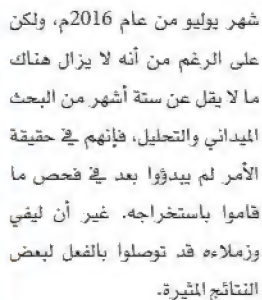 شهر يوليو من عام 2016م، ولكن
على الرغم من أنه لا يزال هناك
ما لا يقل عن ستة أشهر من البحث
الميداني والتحليل، فإنهم في حقيقة
الأمر لم يبدؤوا بعد في فحص ما
قاموا باستخراجه. غير أن ليفي
وزملاءه قد توصلوا بالفعل لبعض
النتائج المثيرة.